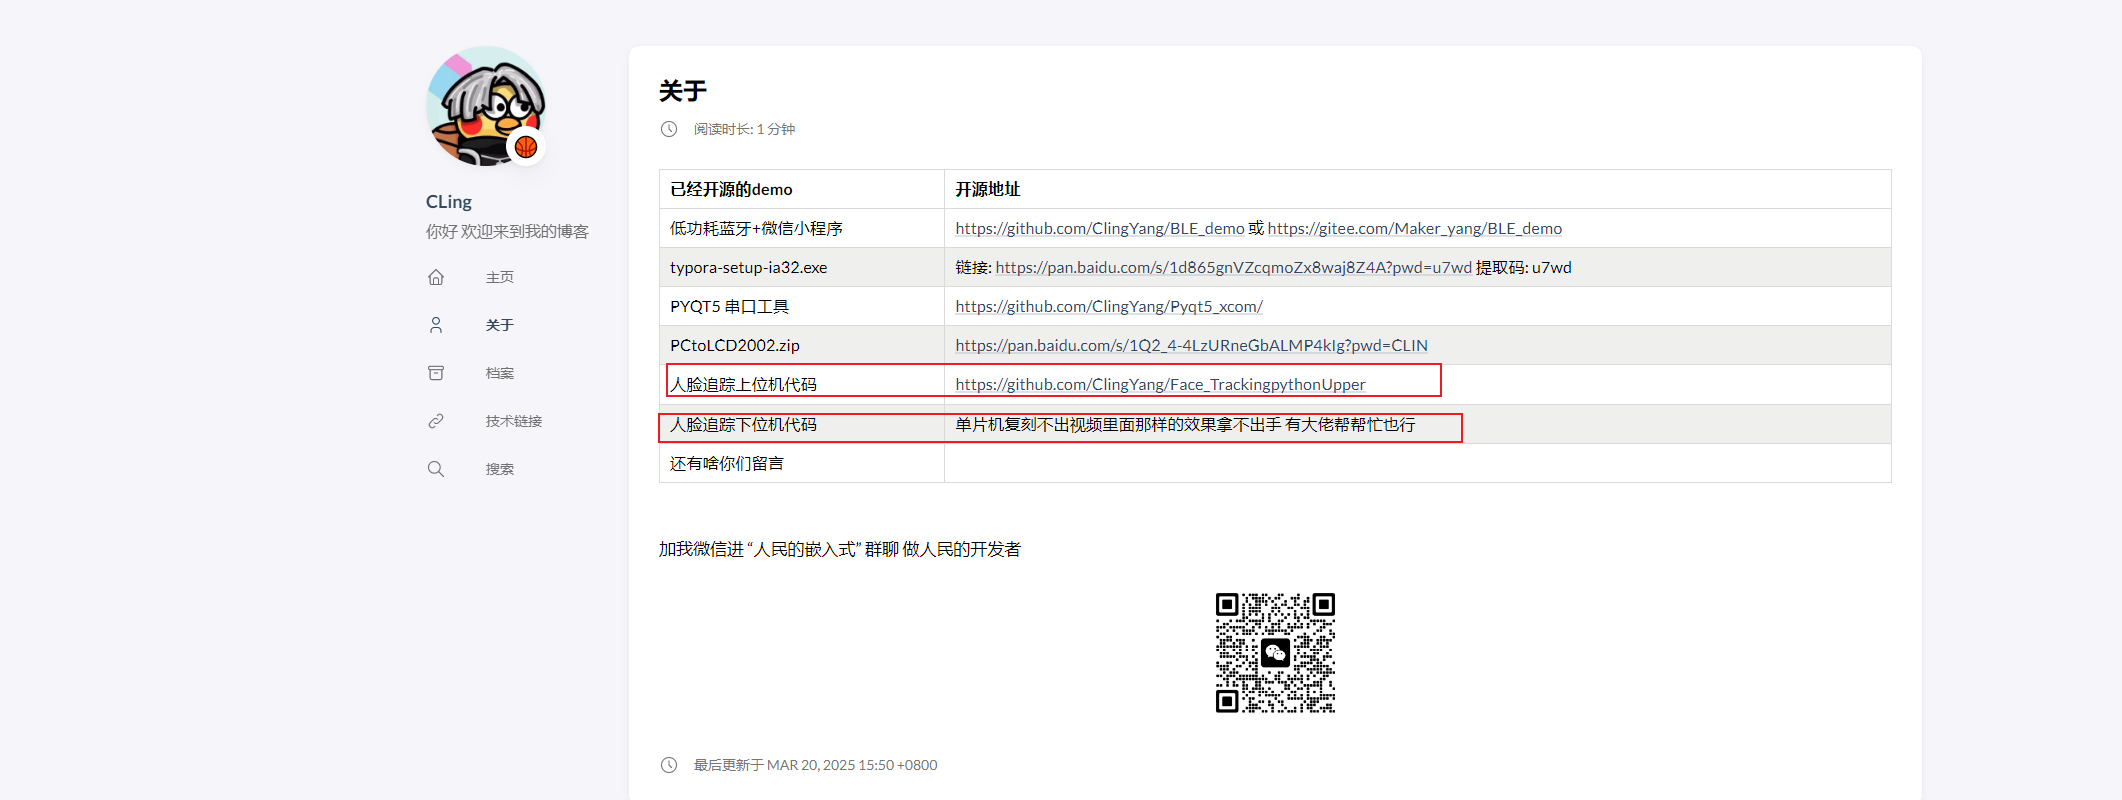 CLing
你好 欢迎来到我的博客
主页
关于
档案
技术链接
搜索
关于
阅读时长: 1 分钟
已经开源的demo 开源地址
低功耗蓝牙+微信小程序 https://github.com/ClingYang/BLE_demo 或 https://gitee.com/Maker_yang/BLE_demo
typora-setup-ia32.exe 链接: https://pan.baidu.com/s/1d865gnVZcqmoZx8waj8Z4A?pwd=u7wd 提取码: u7wd
PYQT5 串口工具 https://github.com/ClingYang/Pyqt5_xcom/
PCtoLCD2002.zip https://pan.baidu.com/s/1Q2_4-4LzURneGbALMP4kIg?pwd=CLIN
人脸追踪上位机代码 https://github.com/ClingYang/Face_TrackingpythonUpper
人脸追踪下位机代码 单片机复刻不出视频里面那样的效果拿不出手 有大佬帮帮忙也行
还有啥你们留言
加我微信进 “人民的嵌入式” 群聊 做人民的开发者
最后更新于 MAR 20, 2025 15:50 +0800